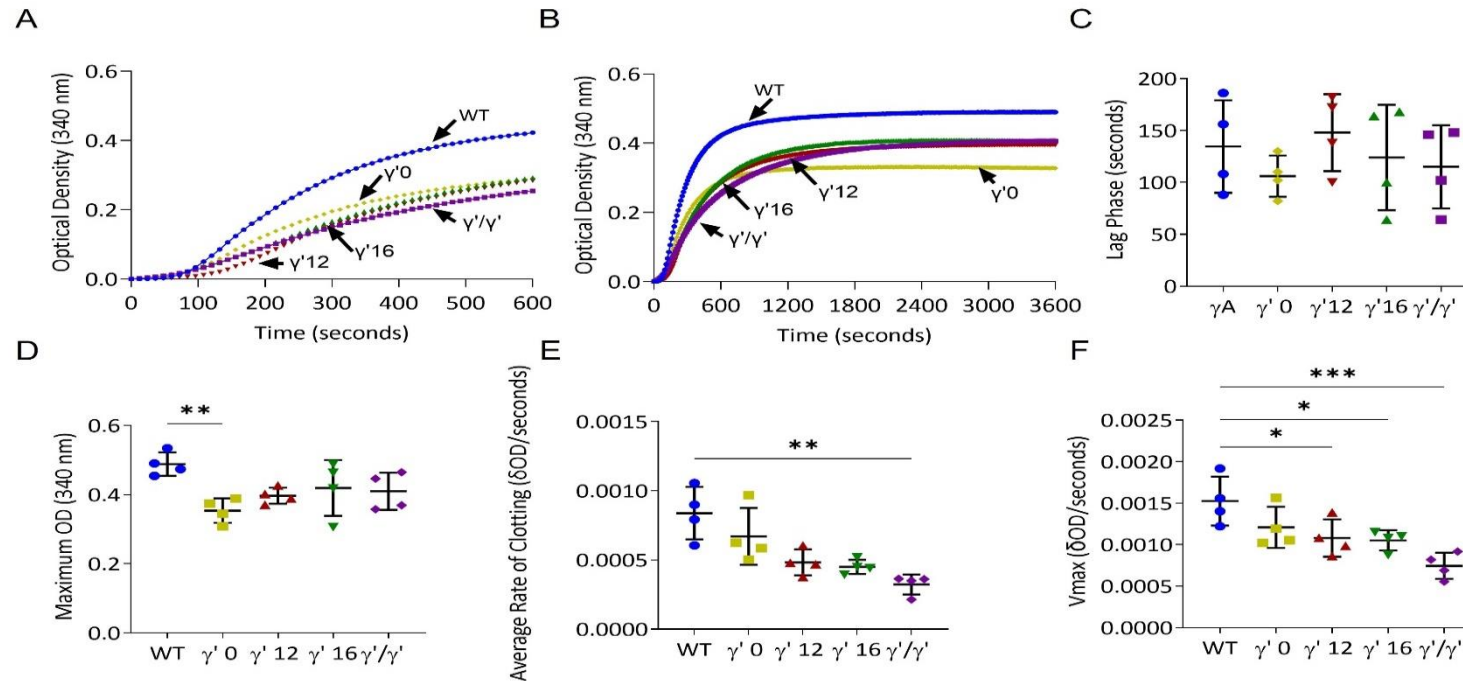 A
Optical Density (340 nm)
0.6
0.4
0.2
0.0
WT
γ'0
γ'/γ'
γ'16
γ'12
0 100 200 300 400 500 600
Time (seconds)
B
Optical Density (340 nm)
0.6
0.4
0.2
0.0
WT
γ'12
γ'0
γ'16
γ'/γ'
0 600 1200 1800 2400 3000 3600
Time (seconds)
C
Lag Phase (seconds)
200
150
100
50
0
γA γ' 0 γ'12 γ'16 γ'/γ'
D
Maximum OD (340 nm)
0.6
0.4
0.2
0.0
**
WT γ' 0 γ' 12 γ' 16 γ'/γ'
E
Average Rate of Clotting (δOD/seconds)
0.0015
0.0010
0.0005
0.0000
**
WT γ' 0 γ' 12 γ' 16 γ'/γ'
F
Vmax (δOD/seconds)
0.0025
0.0020
0.0015
0.0010
0.0005
0.0000
***
*
*
WT γ' 0 γ' 12 γ' 16 γ'/γ'